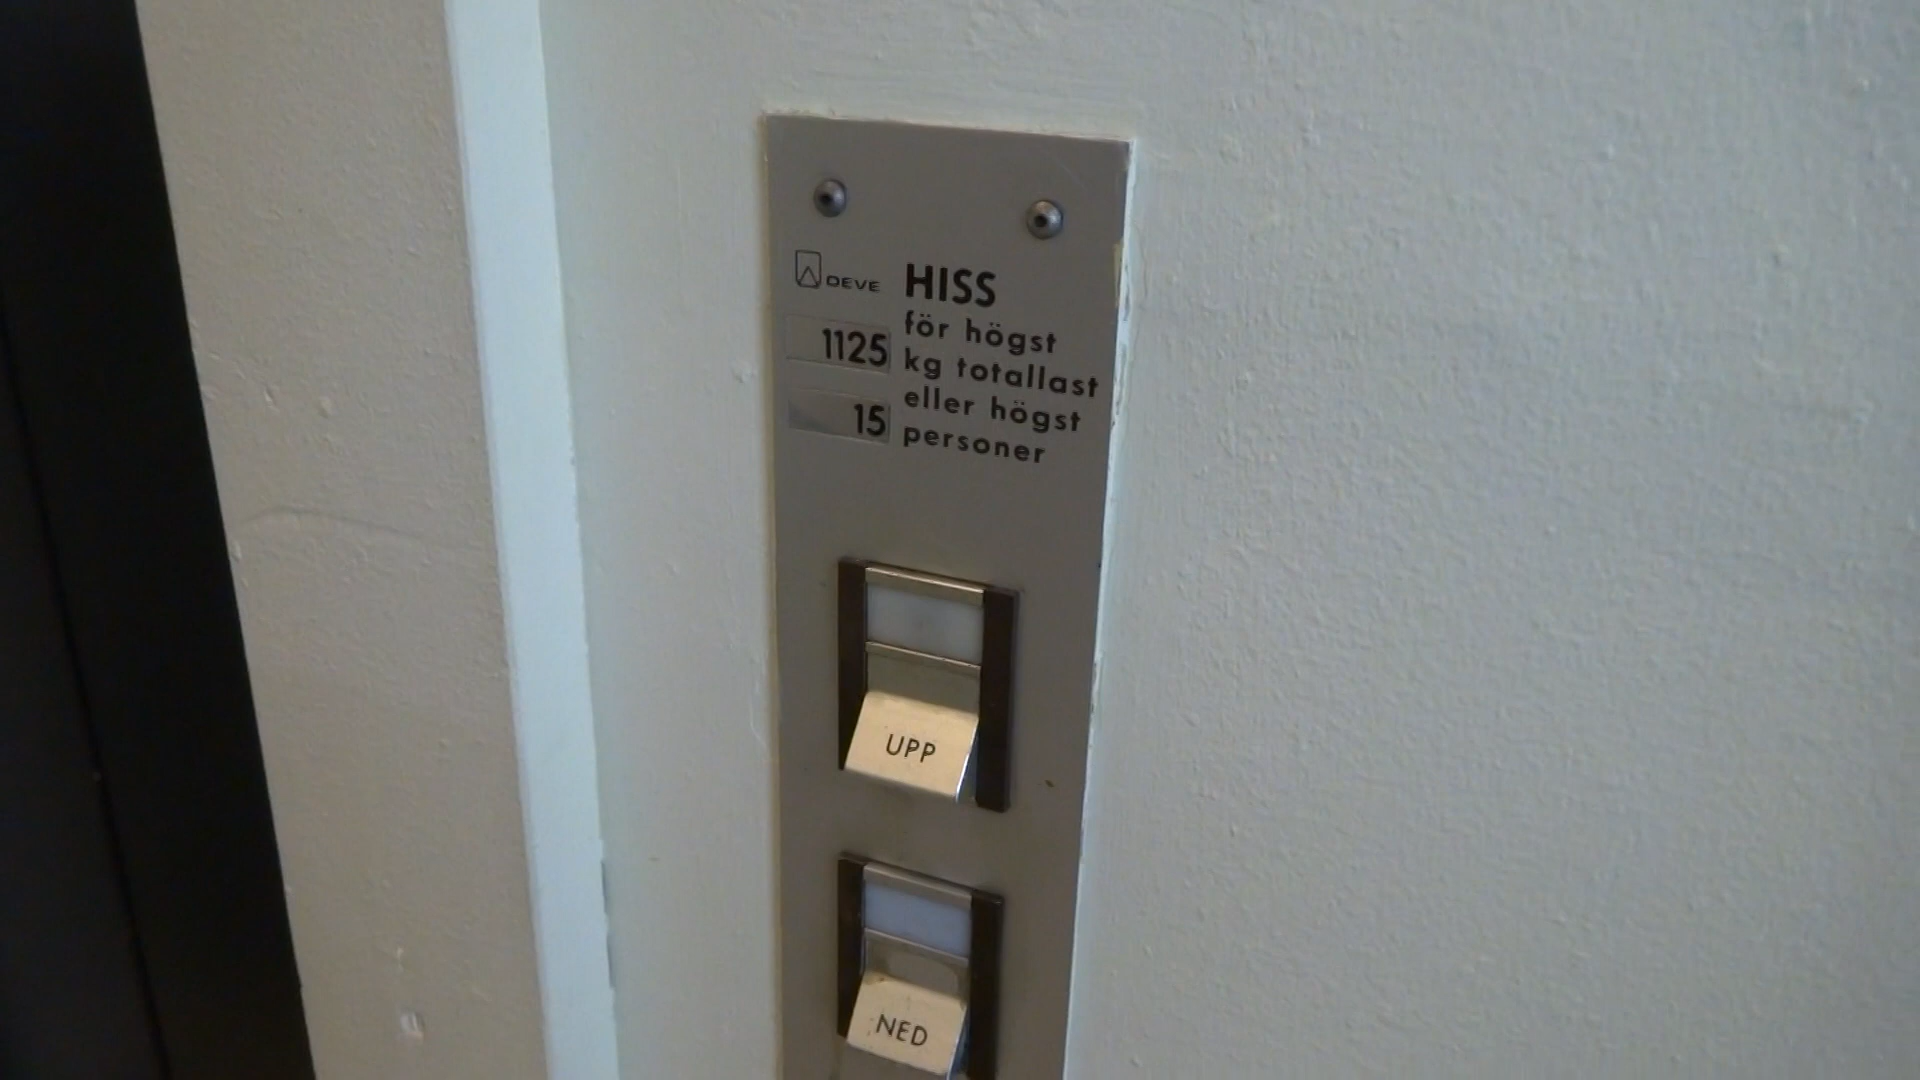 DEVE HISS
för högst
1125 kg totallast
eller högst
15 personer
UPP
NED